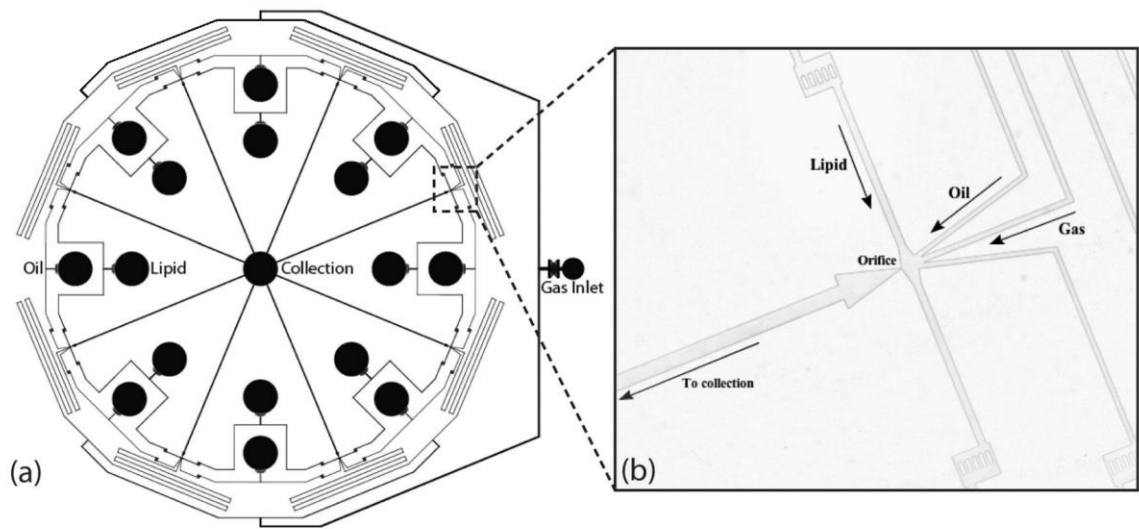 Oil
Lipid
Collection
Gas Inlet
(a)
Lipid
Oil
Gas
Orifice
To collection
(b)